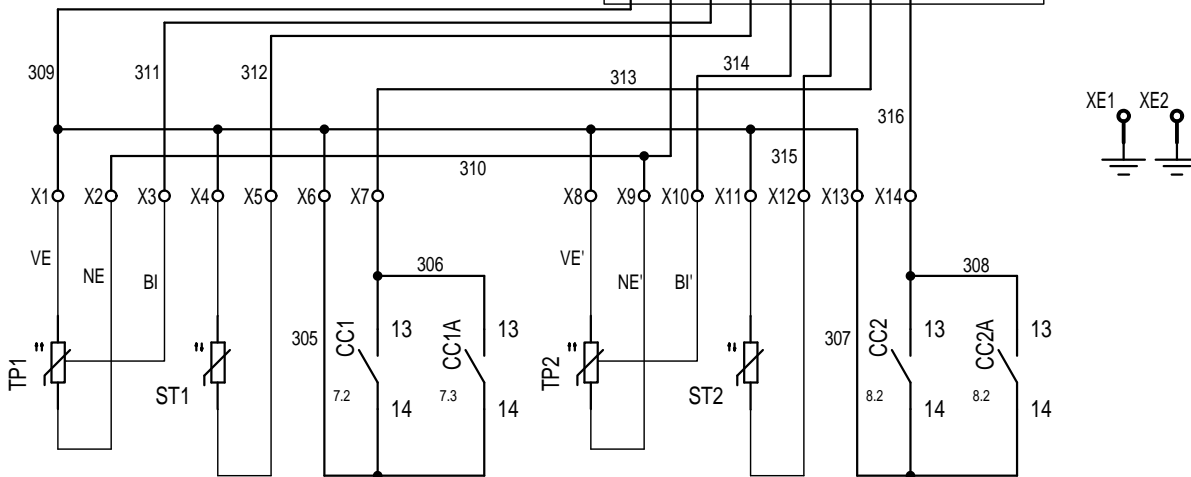 309
311
312
313
314
316
XE1 XE2
310
315
X1 X2 X3 X4 X5 X6 X7 X8 X9 X10 X11 X12 X13 X14
VE
NE
BI
VE'
NE'
BI'
306
308
TP1
ST1
305
CC1
7.2
13
14
CC1A
7.3
13
14
TP2
ST2
307
CC2
8.2
13
14
CC2A
8.2
13
14